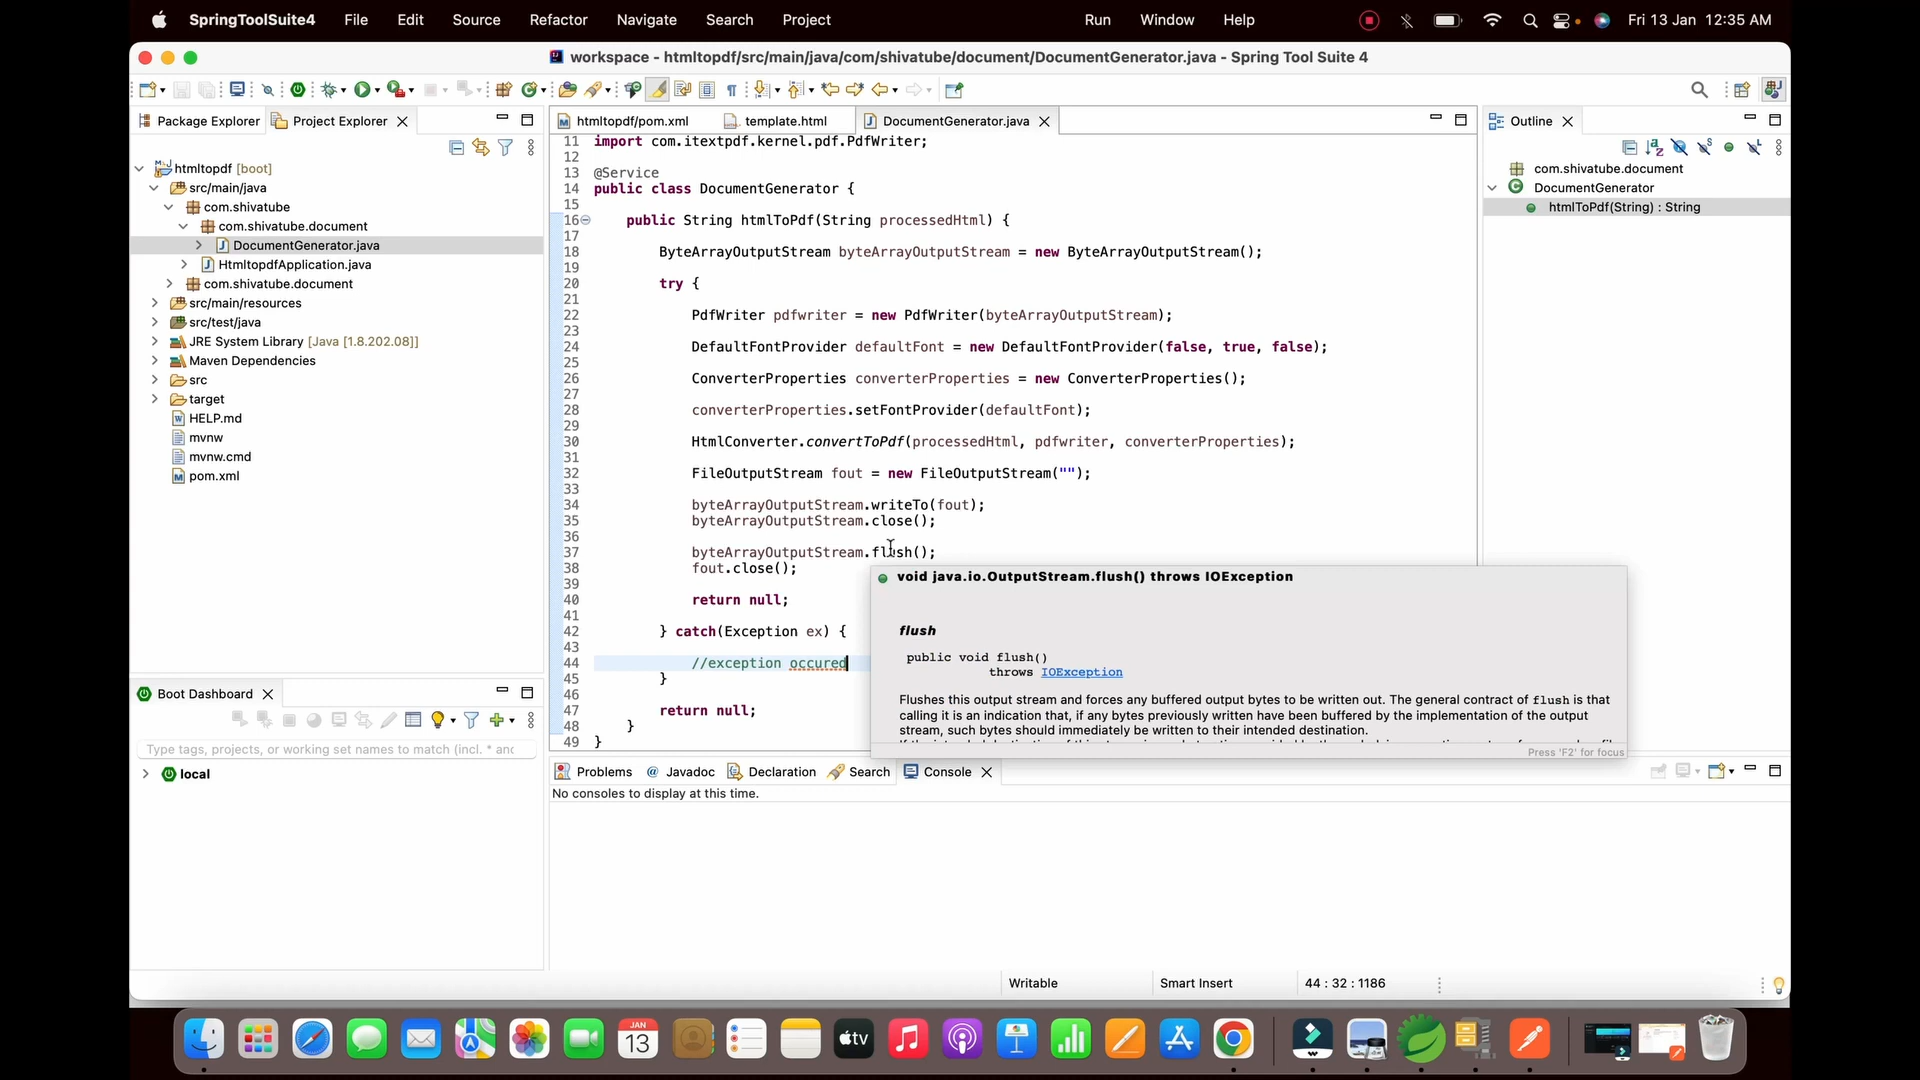 SpringToolSuite4 File Edit Source Refactor Navigate Search Project Run Window Help Fri 13 Jan 12:35 AM
workspace - htmltopdf/src/main/java/com/shivatube/document/DocumentGenerator.java - Spring Tool Suite 4
Package Explorer Project Explorer
htmltopdf [boot]
src/main/java
com.shivatube
com.shivatube.document
DocumentGenerator.java
HtmltopdfApplication.java
com.shivatube.document
src/main/resources
src/test/java
JRE System Library [Java [1.8.202.08]]
Maven Dependencies
src
target
HELP.md
mvnw
mvnw.cmd
pom.xml
Boot Dashboard
Type tags, projects, or working set names to match (incl. * and
local
htmltopdf/pom.xml template.html DocumentGenerator.java
11 import com.itextpdf.kernel.pdf.PdfWriter;
12
13 @Service
14 public class DocumentGenerator {
15
16 public String htmlToPdf(String processedHtml) {
17
18 ByteArrayOutputStream byteArrayOutputStream = new ByteArrayOutputStream();
19
20 try {
21
22 PdfWriter pdfwriter = new PdfWriter(byteArrayOutputStream);
23
24 DefaultFontProvider defaultFont = new DefaultFontProvider(false, true, false);
25
26 ConverterProperties converterProperties = new ConverterProperties();
27
28 converterProperties.setFontProvider(defaultFont);
29
30 HtmlConverter.convertToPdf(processedHtml, pdfwriter, converterProperties);
31
32 FileOutputStream fout = new FileOutputStream("");
33
34 byteArrayOutputStream.writeTo(fout);
35 byteArrayOutputStream.close();
36
37 byteArrayOutputStream.flush();
38 fout.close();
39
40 return null;
41
42 } catch(Exception ex) {
43
44 //exception occured
45 }
46
47 return null;
48 }
49 }
void java.io.OutputStream.flush() throws IOException
flush
public void flush()
throws IOException
Flushes this output stream and forces any buffered output bytes to be written out. The general contract of flush is that
calling it is an indication that, if any bytes previously written have been buffered by the implementation of the output
stream, such bytes should immediately be written to their intended destination.
Press 'F2' for focus
Outline
com.shivatube.document
DocumentGenerator
htmlToPdf(String) : String
Problems @ Javadoc Declaration Search Console
No consoles to display at this time.
Writable Smart Insert 44 : 32 : 1186
JAN
13
tv